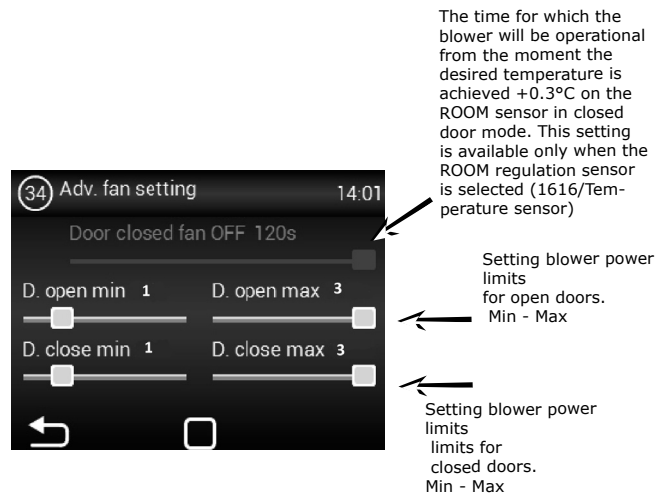 The time for which the
blower will be operational
from the moment the
desired temperature is
achieved +0.3°C on the
ROOM sensor in closed
door mode. This setting
is available only when the
ROOM regulation sensor
is selected (1616/Tem-
perature sensor)
34 Adv. fan setting 14:01
Door closed fan OFF 120s
D. open min 1 D. open max 3
D. close min 1 D. close max 3
Setting blower power
limits
for open doors.
Min - Max
Setting blower power
limits
limits for
closed doors.
Min - Max